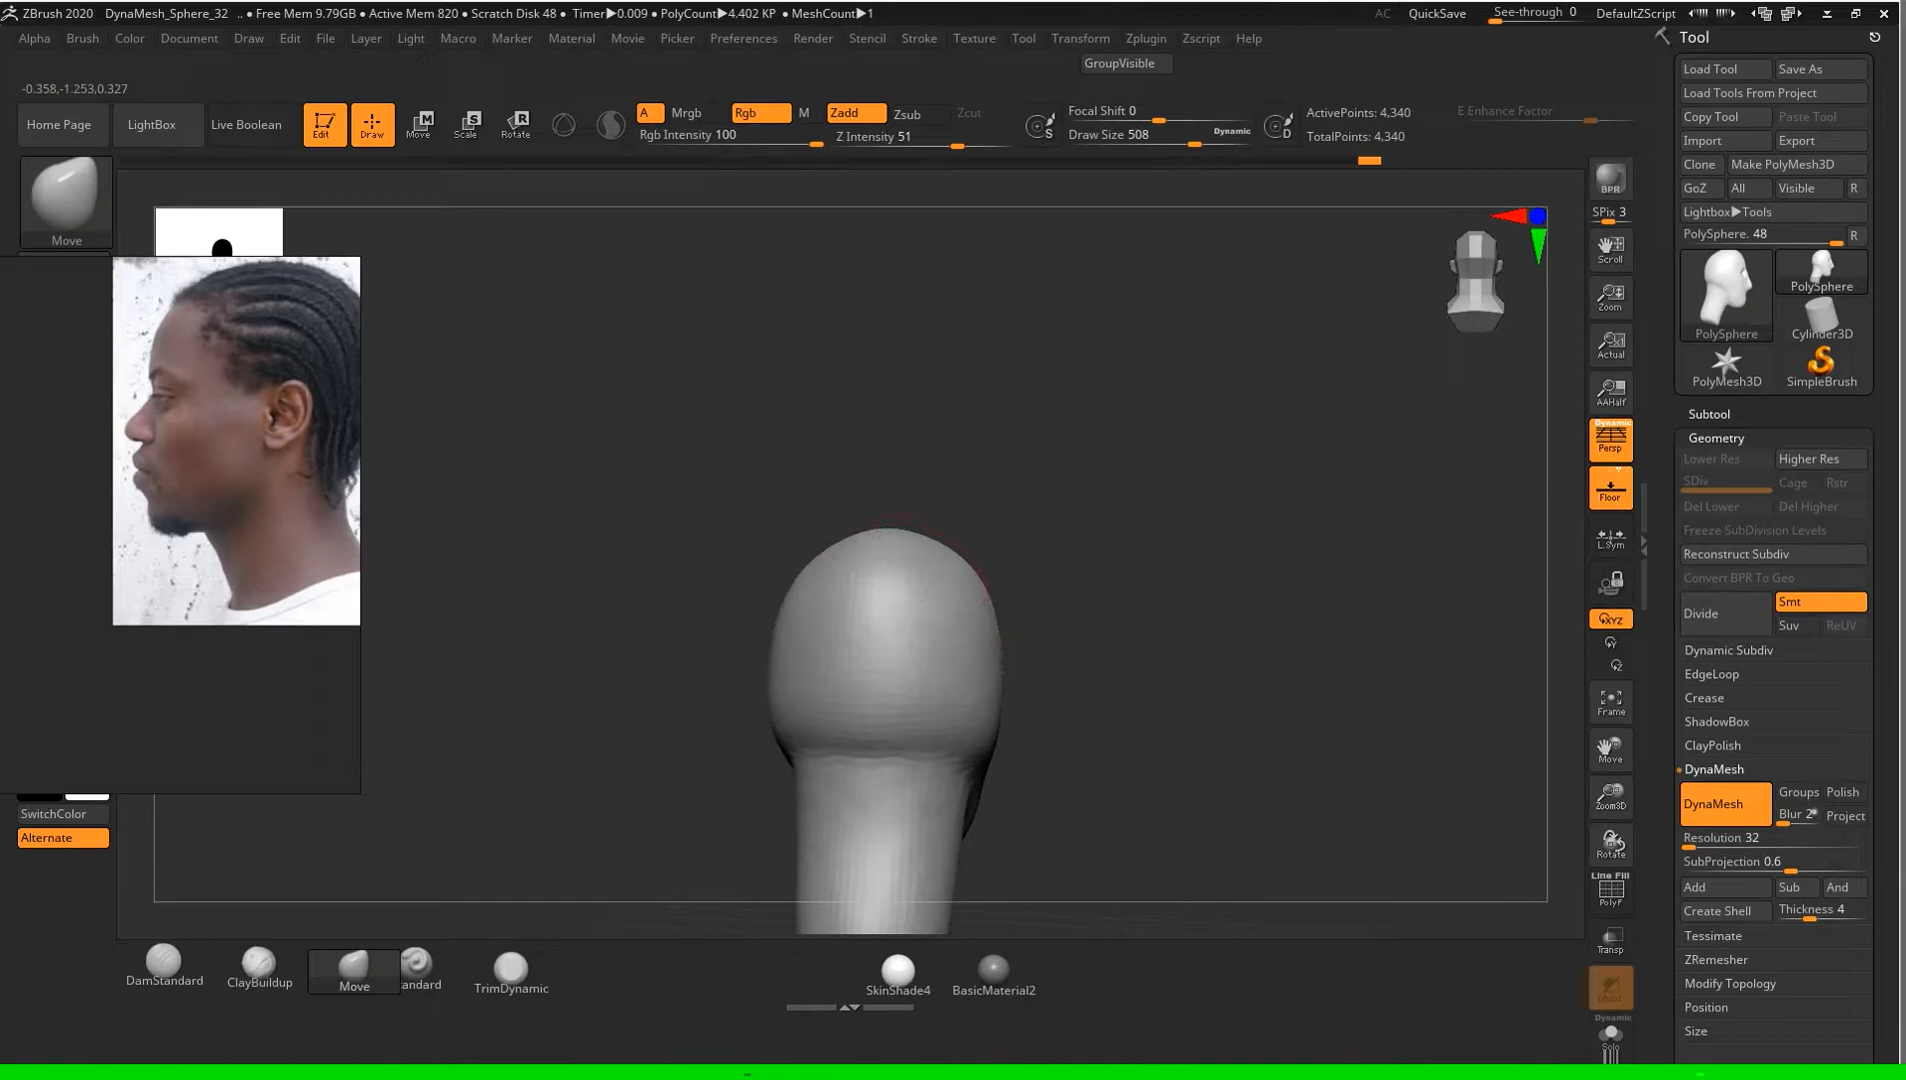 ZBrush 2020 DynaMesh_Sphere_32 .. • Free Mem 9.79GB • Active Mem 820 • Scratch Disk 48 • Timer▶0.009 • PolyCount▶4.402 KP • MeshCount▶1 AC QuickSave See-through 0 DefaultZScript
Alpha Brush Color Document Draw Edit File Layer Light Macro Marker Material Movie Picker Preferences Render Stencil Stroke Texture Tool Transform Zplugin Zscript Help
GroupVisible
-0.358,-1.253,0.327
Home Page LightBox Live Boolean
Edit Draw Move Scale Rotate
A Mrgb Rgb M Zadd Zsub Zcut
Rgb Intensity 100 Z Intensity 51
Focal Shift 0
Draw Size 508 Dynamic
ActivePoints: 4,340
TotalPoints: 4,340
E Enhance Factor
Move
SwitchColor
Alternate
DamStandard ClayBuildup Move andard TrimDynamic SkinShade4 BasicMaterial2
BPR
SPix 3
Scroll
Zoom
Actual
AAHalf
Dynamic
Persp
Floor
L.Sym
XYZ
Y
Z
Frame
Move
Zoom3D
Rotate
Line Fill
PolyF
Transp
Ghost
Dynamic
Solo
Tool
Load Tool Save As
Load Tools From Project
Copy Tool Paste Tool
Import Export
Clone Make PolyMesh3D
GoZ All Visible R
Lightbox▶Tools
PolySphere. 48 R
PolySphere PolySphere
Cylinder3D
PolyMesh3D SimpleBrush
Subtool
Geometry
Lower Res Higher Res
SDiv Cage Rstr
Del Lower Del Higher
Freeze SubDivision Levels
Reconstruct Subdiv
Convert BPR To Geo
Divide Smt
Suv ReUV
Dynamic Subdiv
EdgeLoop
Crease
ShadowBox
ClayPolish
DynaMesh
DynaMesh Groups Polish
Blur 2 Project
Resolution 32
SubProjection 0.6
Add Sub And
Create Shell Thickness 4
Tessimate
ZRemesher
Modify Topology
Position
Size